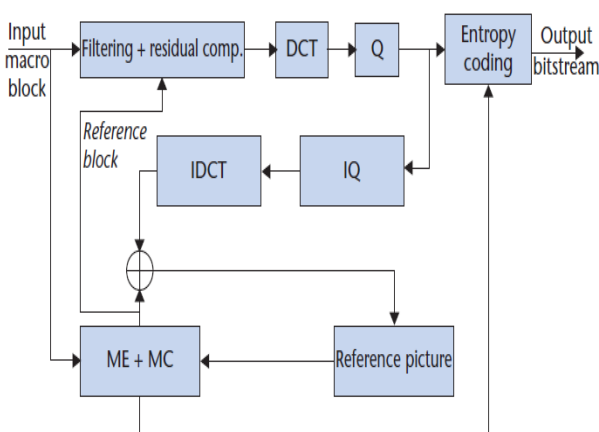 Input
macro
block
Filtering + residual comp.
DCT
Q
Entropy
coding
Output
bitstream
Reference
block
IDCT
IQ
ME + MC
Reference picture